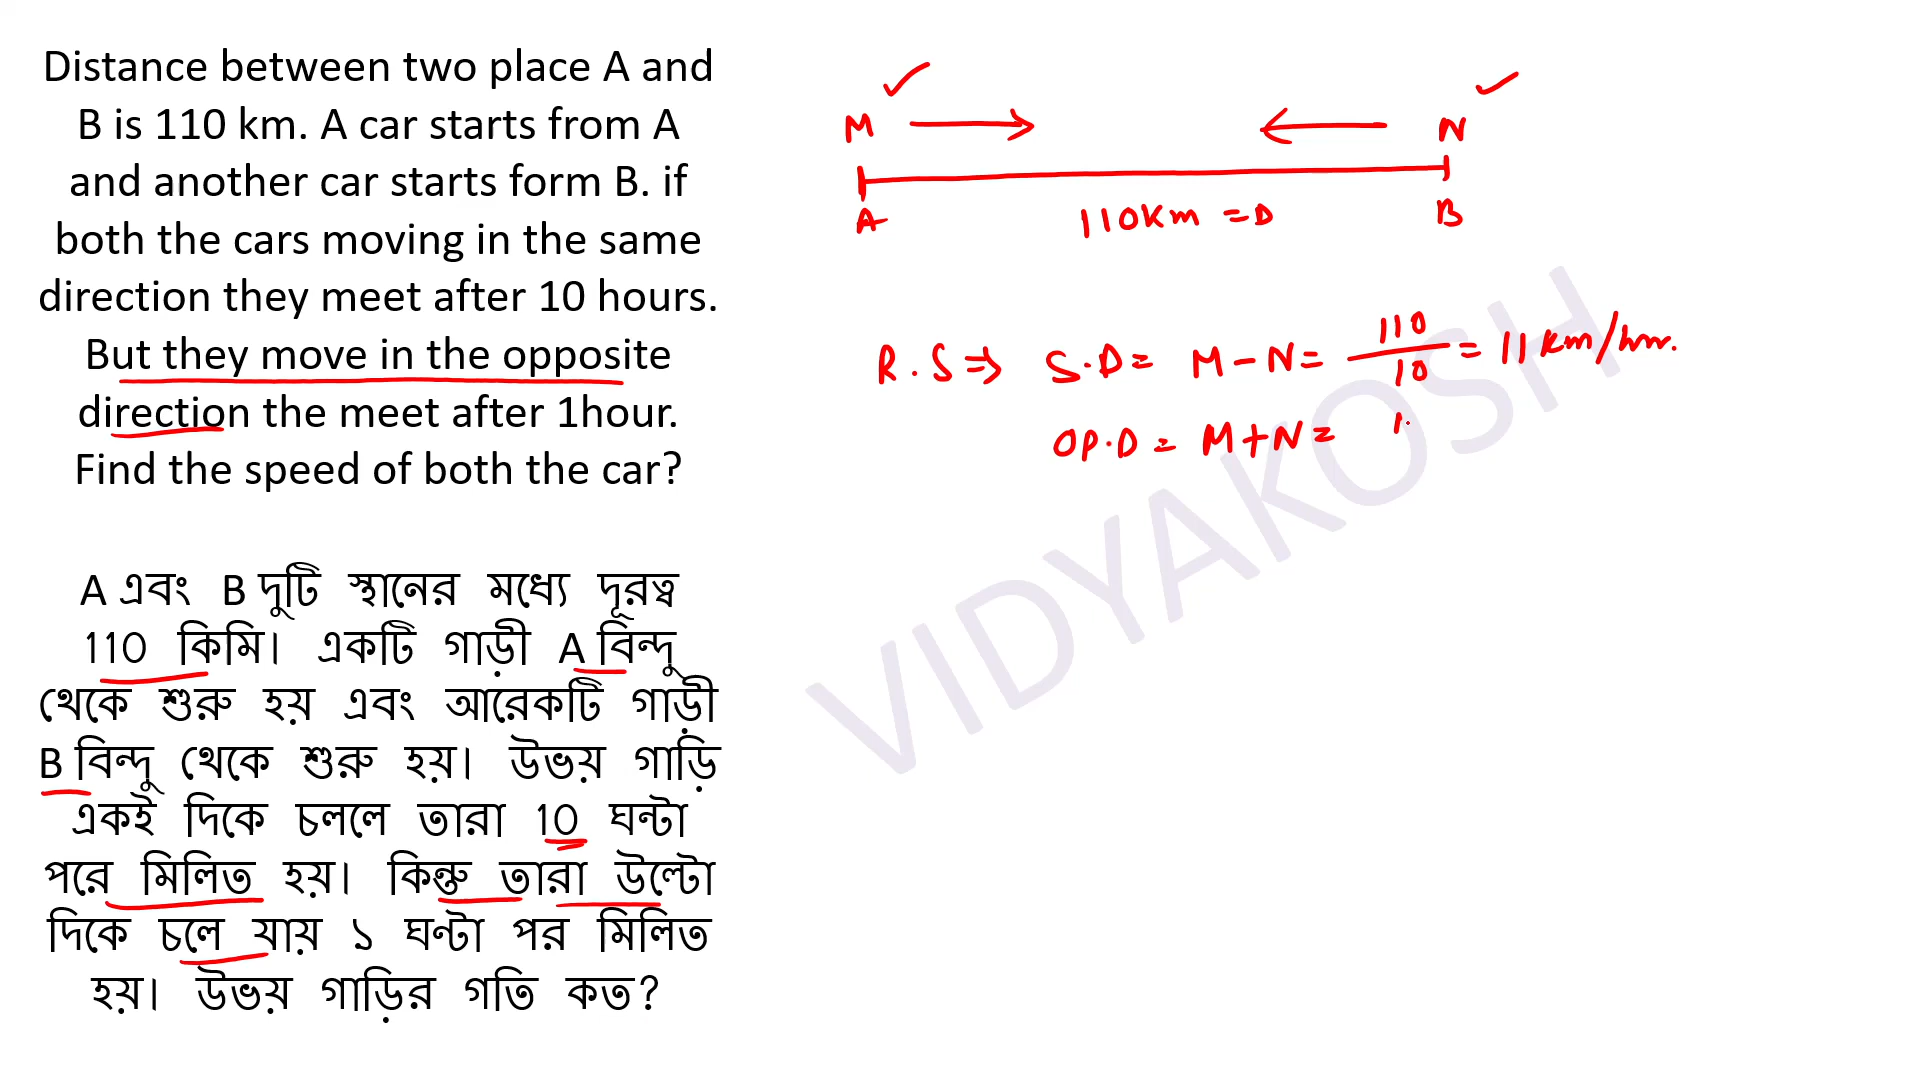 Distance between two place A and
B is 110 km. A car starts from A
and another car starts form B. if
both the cars moving in the same
direction they meet after 10 hours.
But they move in the opposite
direction the meet after 1hour.
Find the speed of both the car?
A এবং B দুটি স্থানের মধ্যে দূরত্ব
110 কিমি। একটি গাড়ী A বিন্দু
থেকে শুরু হয় এবং আরেকটি গাড়ী
B বিন্দু থেকে শুরু হয়। উভয় গাড়ি
একই দিকে চললে তারা 10 ঘন্টা
পরে মিলিত হয়। কিন্তু তারা উল্টো
দিকে চলে যায় ১ ঘন্টা পর মিলিত
হয়। উভয় গাড়ির গতি কত?
M N
A 110Km = D B
R.S ⇒ S.D = M - N = 110/10 = 11 km/hr.
OP.D = M + N = 1
VIDYAKOSH